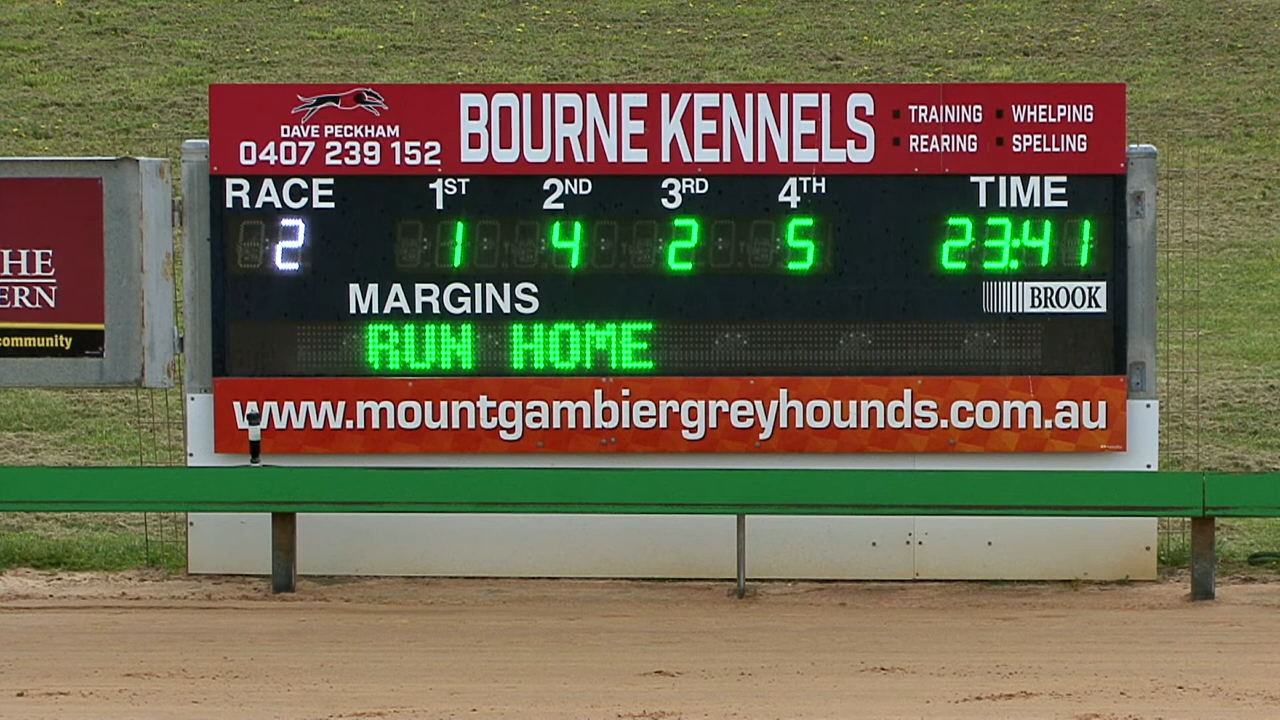 DAVE PECKHAM
0407 239 152
BOURNE KENNELS
TRAINING WHELPING
REARING SPELLING
RACE 1ST 2ND 3RD 4TH TIME
2 1 4 2 5 23:41
MARGINS
BROOK
RUN HOME
www.mountgambiergreyhounds.com.au
HE
ERN
community